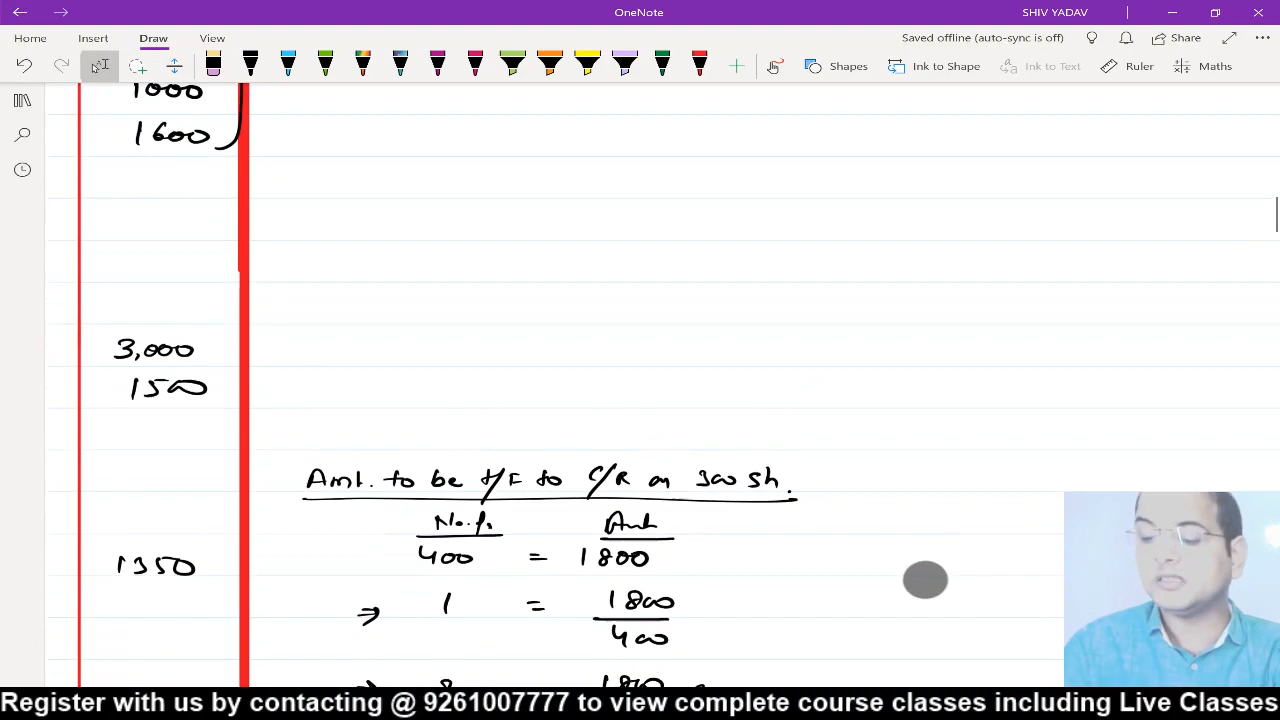 OneNote
SHIV YADAV
Home
Insert
Draw
View
Saved offline (auto-sync is off)
Share
Shapes
Ink to Shape
Ink to Text
Ruler
Maths
1000
1600
3,000
1500
Amt. to be t/f to C/R on 300 sh.
No. of. Amt
400 = 1800
1350
⇒ 1 = 1800
400
Register with us by contacting @ 9261007777 to view complete course classes including Live Classes